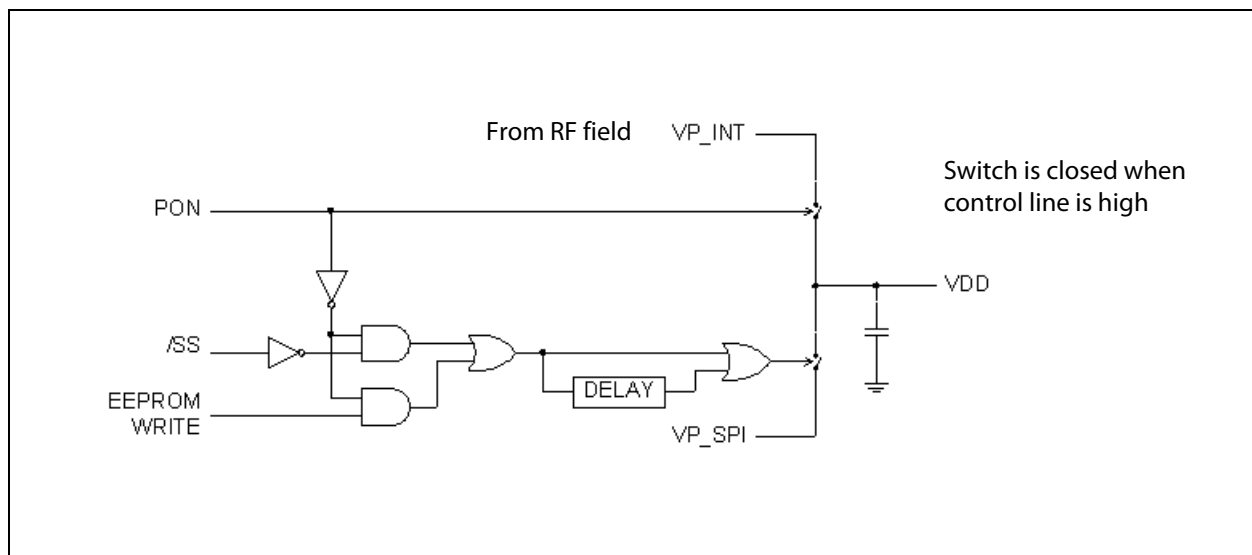 From RF field
VP_INT
Switch is closed when
control line is high
PON
VDD
/SS
EEPROM
WRITE
DELAY
VP_SPI